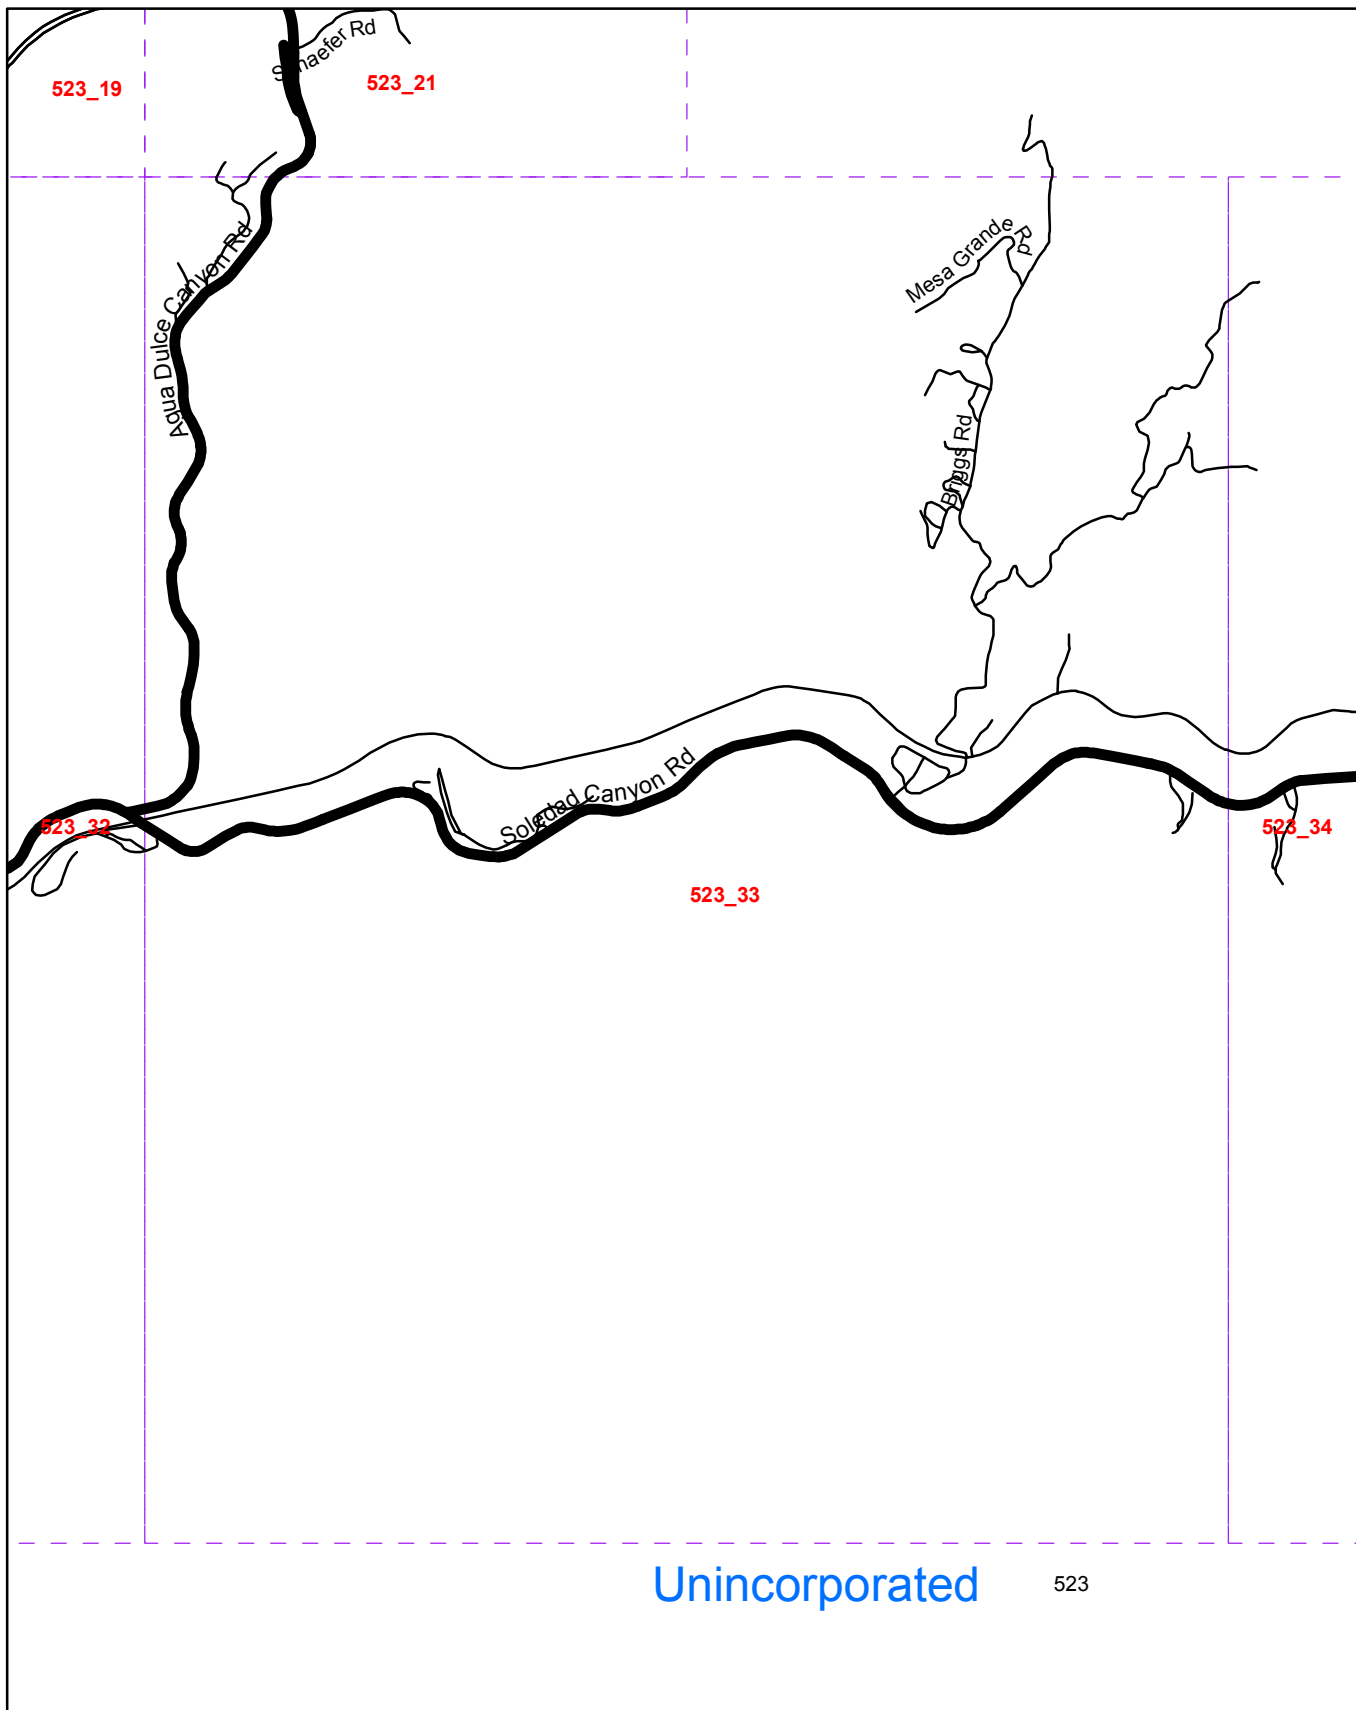 Schaefer Rd
523_19
523_21
Agua Dulce Canyon Rd
Mesa Grande Rd
Briggs Rd
Soledad Canyon Rd
523_32
523_34
523_33
Unincorporated
523